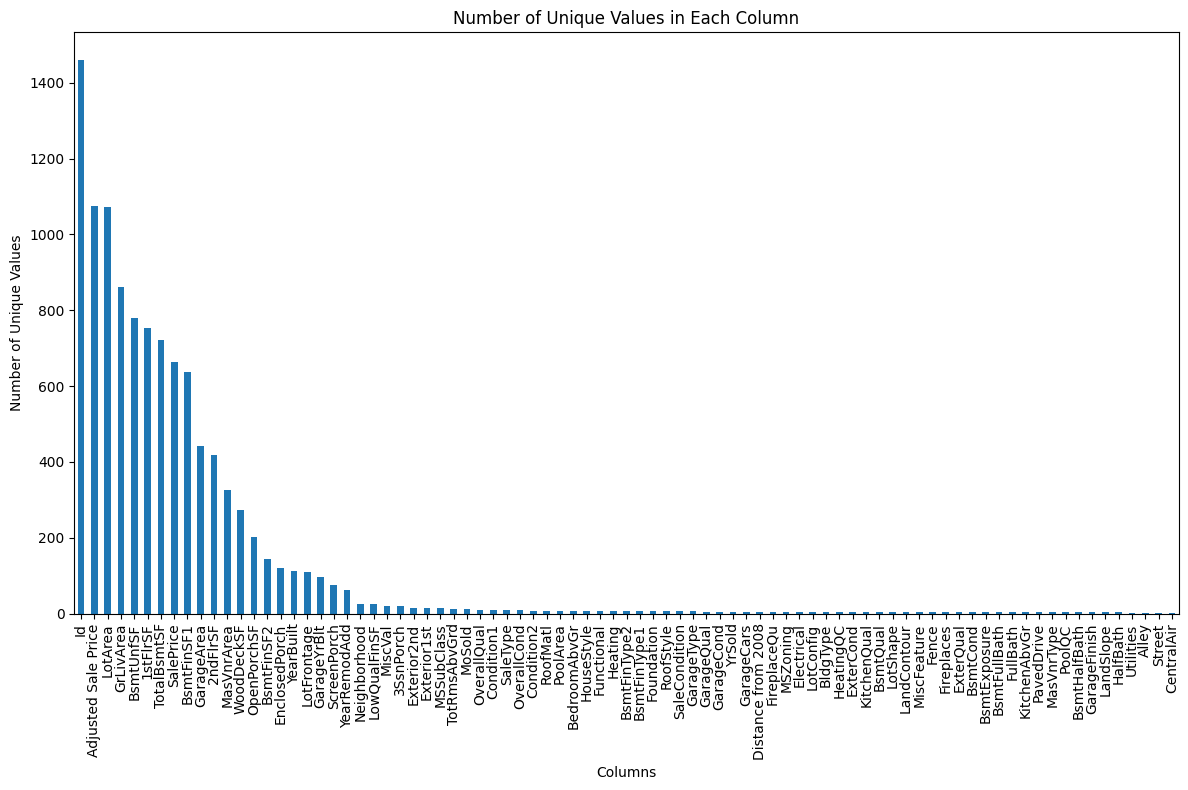 Number of Unique Values in Each Column
Number of Unique Values
1400
1200
1000
800
600
400
200
0
Id
Adjusted Sale Price
LotArea
GrLivArea
BsmtUnfSF
1stFlrSF
TotalBsmtSF
SalePrice
BsmtFinSF1
GarageArea
2ndFlrSF
MasVnrArea
WoodDeckSF
OpenPorchSF
BsmtFinSF2
EnclosedPorch
YearBuilt
LotFrontage
GarageYrBlt
ScreenPorch
YearRemodAdd
Neighborhood
LowQualFinSF
MiscVal
3SsnPorch
Exterior2nd
Exterior1st
MSSubClass
TotRmsAbvGrd
MoSold
OverallQual
Condition1
SaleType
OverallCond
Condition2
RoofMatl
PoolArea
BedroomAbvGr
HouseStyle
Functional
Heating
BsmtFinType2
BsmtFinType1
Foundation
RoofStyle
SaleCondition
GarageType
GarageQual
GarageCond
YrSold
GarageCars
Distance from 2008
FireplaceQu
MSZoning
Electrical
LotConfig
BldgType
HeatingQC
ExterCond
KitchenQual
BsmtQual
LotShape
LandContour
MiscFeature
Fence
Fireplaces
ExterQual
BsmtCond
BsmtExposure
BsmtFullBath
FullBath
KitchenAbvGr
PavedDrive
MasVnrType
PoolQC
BsmtHalfBath
GarageFinish
LandSlope
HalfBath
Utilities
Alley
Street
CentralAir
Columns